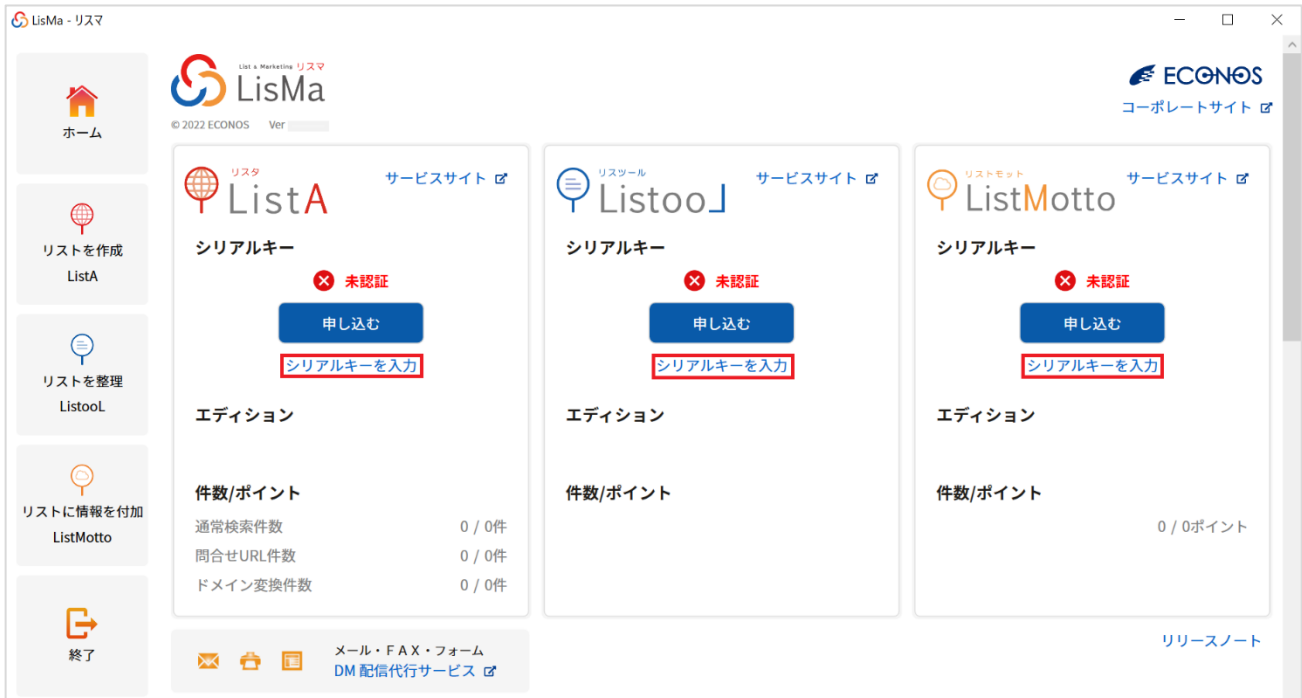 LisMa - リスマ
ホーム
リストを作成
ListA
リストを整理
ListooL
リストに情報を付加
ListMotto
終了
List & Marketing リスマ
LisMa
© 2022 ECONOS Ver
ECONOS
コーポレートサイト
リスタ
ListA
サービスサイト
シリアルキー
未認証
申し込む
シリアルキーを入力
エディション
件数/ポイント
通常検索件数 0 / 0件
問合せURL件数 0 / 0件
ドメイン変換件数 0 / 0件
リスツール
ListooL
サービスサイト
シリアルキー
未認証
申し込む
シリアルキーを入力
エディション
件数/ポイント
リストモット
ListMotto
サービスサイト
シリアルキー
未認証
申し込む
シリアルキーを入力
エディション
件数/ポイント
0 / 0ポイント
メール・ＦＡＸ・フォーム
DM 配信代行サービス
リリースノート